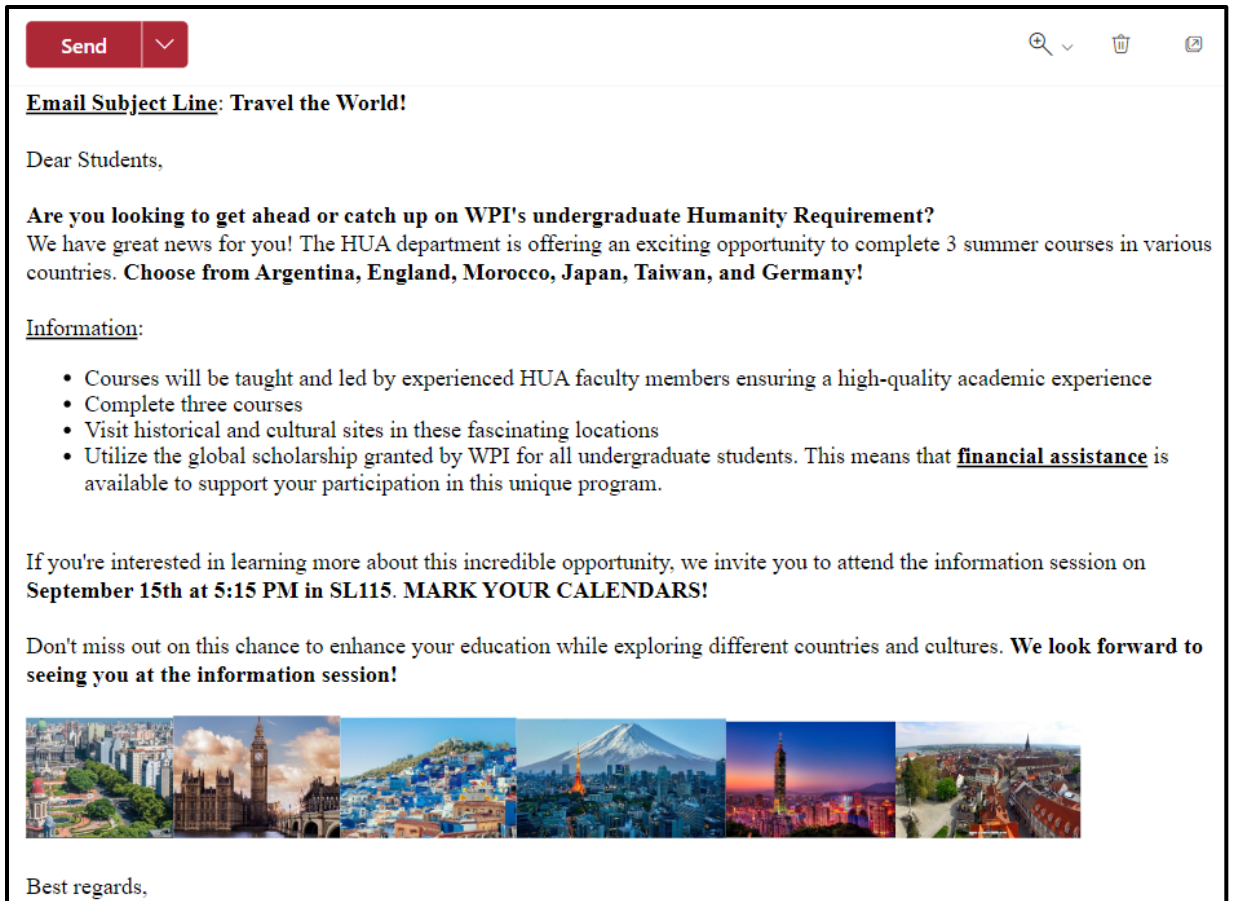 Send
Email Subject Line: Travel the World!
Dear Students,
Are you looking to get ahead or catch up on WPI's undergraduate Humanity Requirement?
We have great news for you! The HUA department is offering an exciting opportunity to complete 3 summer courses in various
countries. Choose from Argentina, England, Morocco, Japan, Taiwan, and Germany!
Information:
• Courses will be taught and led by experienced HUA faculty members ensuring a high-quality academic experience
• Complete three courses
• Visit historical and cultural sites in these fascinating locations
• Utilize the global scholarship granted by WPI for all undergraduate students. This means that financial assistance is
available to support your participation in this unique program.
If you're interested in learning more about this incredible opportunity, we invite you to attend the information session on
September 15th at 5:15 PM in SL115. MARK YOUR CALENDARS!
Don't miss out on this chance to enhance your education while exploring different countries and cultures. We look forward to
seeing you at the information session!
Best regards,